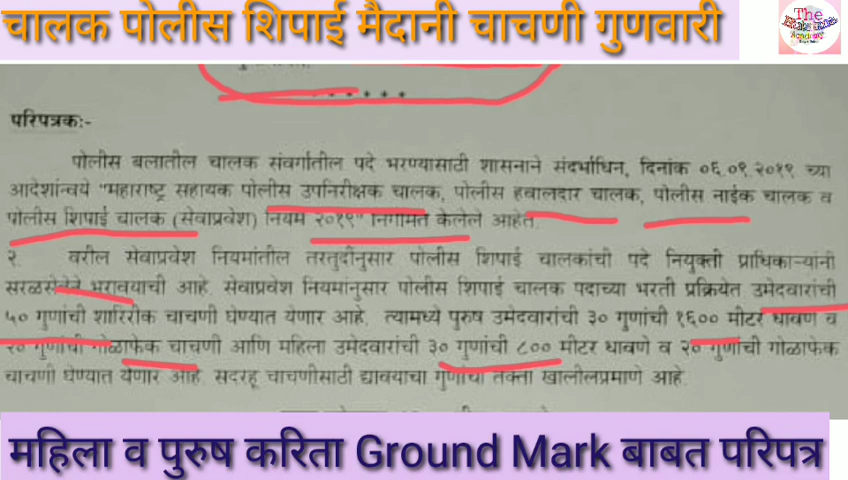 चालक पोलीस शिपाई मैदानी चाचणी गुणवारी
The
Academy
* * * * * *
परिपत्रक:-
पोलीस बलातील चालक संवर्गातील पदे भरण्यासाठी शासनाने संदर्भाधिन, दिनांक ०६.०९.२०१९ च्या
आदेशांन्वये "महाराष्ट्र सहायक पोलीस उपनिरीक्षक चालक, पोलीस हवालदार चालक, पोलीस नाईक चालक व
पोलीस शिपाई चालक (सेवाप्रवेश) नियम २०१९" निर्गमित केलेले आहेत.
२. वरील सेवाप्रवेश नियमांतील तरतुदींनुसार पोलीस शिपाई चालकांची पदे नियुक्ती प्राधिकाऱ्यांनी
सरळसेवेने भरावयाची आहे. सेवाप्रवेश नियमांनुसार पोलीस शिपाई चालक पदाच्या भरती प्रक्रियेत उमेदवारांची
५० गुणांची शारिरीक चाचणी घेण्यात येणार आहे. त्यामध्ये पुरुष उमेदवारांची ३० गुणांची १६०० मीटर धावणे व
२० गुणांची गोळाफेक चाचणी आणि महिला उमेदवारांची ३० गुणांची ८०० मीटर धावणे व २० गुणांची गोळाफेक
चाचणी घेण्यात येणार आहे. सदरहू चाचणीसाठी द्यावयाचा गुणांचा तक्ता खालीलप्रमाणे आहे.
महिला व पुरुष करिता Ground Mark बाबत परिपत्र